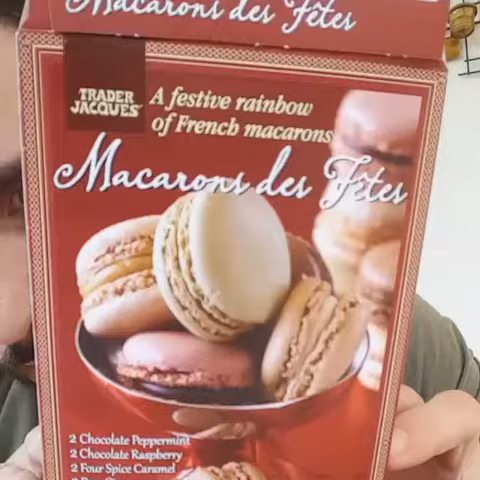 Macarons des Fêtes
TRADER
JACQUES'
A festive rainbow
of French macarons
Macarons des Fêtes
2 Chocolate Peppermint
2 Chocolate Raspberry
2 Four Spice Caramel